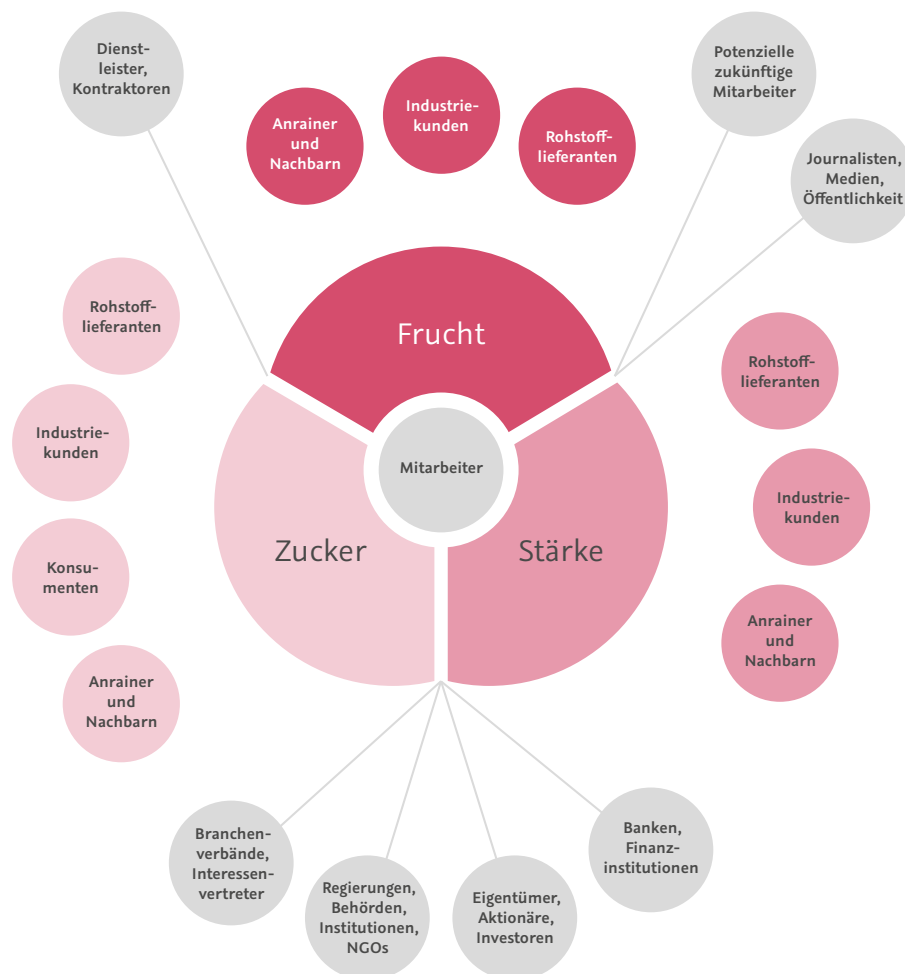 Dienst-
leister,
Kontraktoren
Anrainer
und
Nachbarn
Industrie-
kunden
Rohstoff-
lieferanten
Potenzielle
zukünftige
Mitarbeiter
Journalisten,
Medien,
Öffentlichkeit
Rohstoff-
lieferanten
Industrie-
kunden
Konsu-
menten
Anrainer
und
Nachbarn
Frucht
Mitarbeiter
Zucker
Stärke
Rohstoff-
lieferanten
Industrie-
kunden
Anrainer
und
Nachbarn
Branchen-
verbände,
Interessen-
vertreter
Regierungen,
Behörden,
Institutionen,
NGOs
Eigentümer,
Aktionäre,
Investoren
Banken,
Finanz-
institutionen